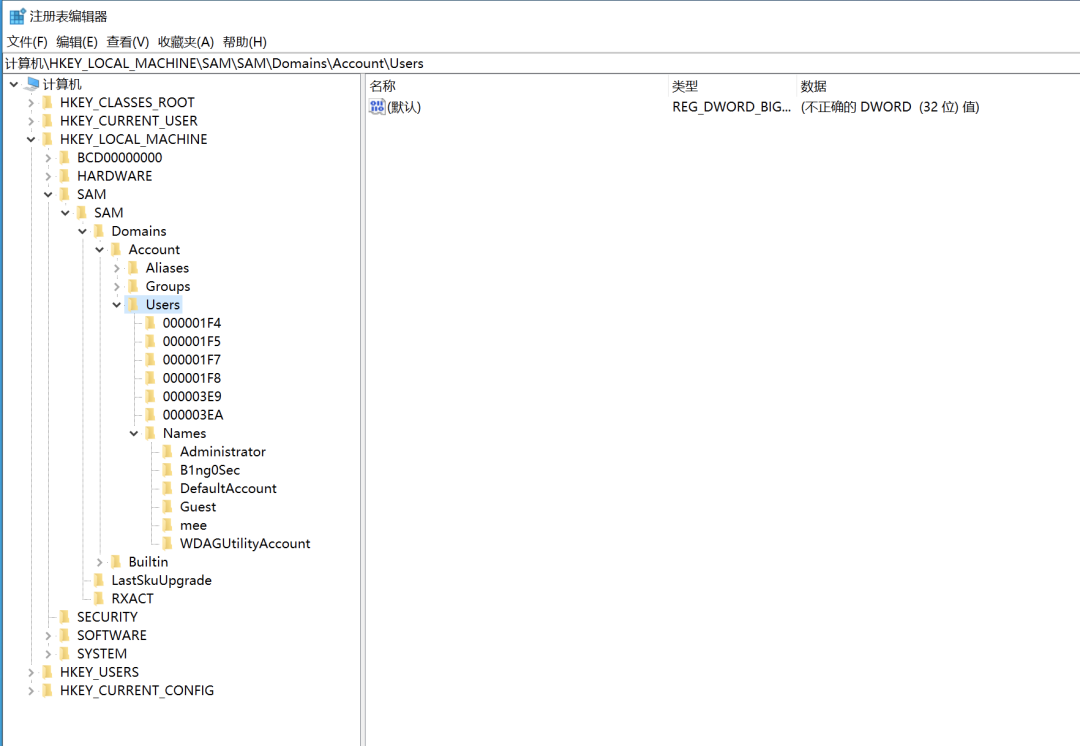 注册表编辑器
文件(F) 编辑(E) 查看(V) 收藏夹(A) 帮助(H)
计算机\HKEY_LOCAL_MACHINE\SAM\SAM\Domains\Account\Users
计算机
HKEY_CLASSES_ROOT
HKEY_CURRENT_USER
HKEY_LOCAL_MACHINE
BCD00000000
HARDWARE
SAM
SAM
Domains
Account
Aliases
Groups
Users
000001F4
000001F5
000001F7
000001F8
000003E9
000003EA
Names
Administrator
B1ng0Sec
DefaultAccount
Guest
mee
WDAGUtilityAccount
Builtin
LastSkuUpgrade
RXACT
SECURITY
SOFTWARE
SYSTEM
HKEY_USERS
HKEY_CURRENT_CONFIG
名称 类型 数据
(默认) REG_DWORD_BIG... (不正确的 DWORD (32 位) 值)